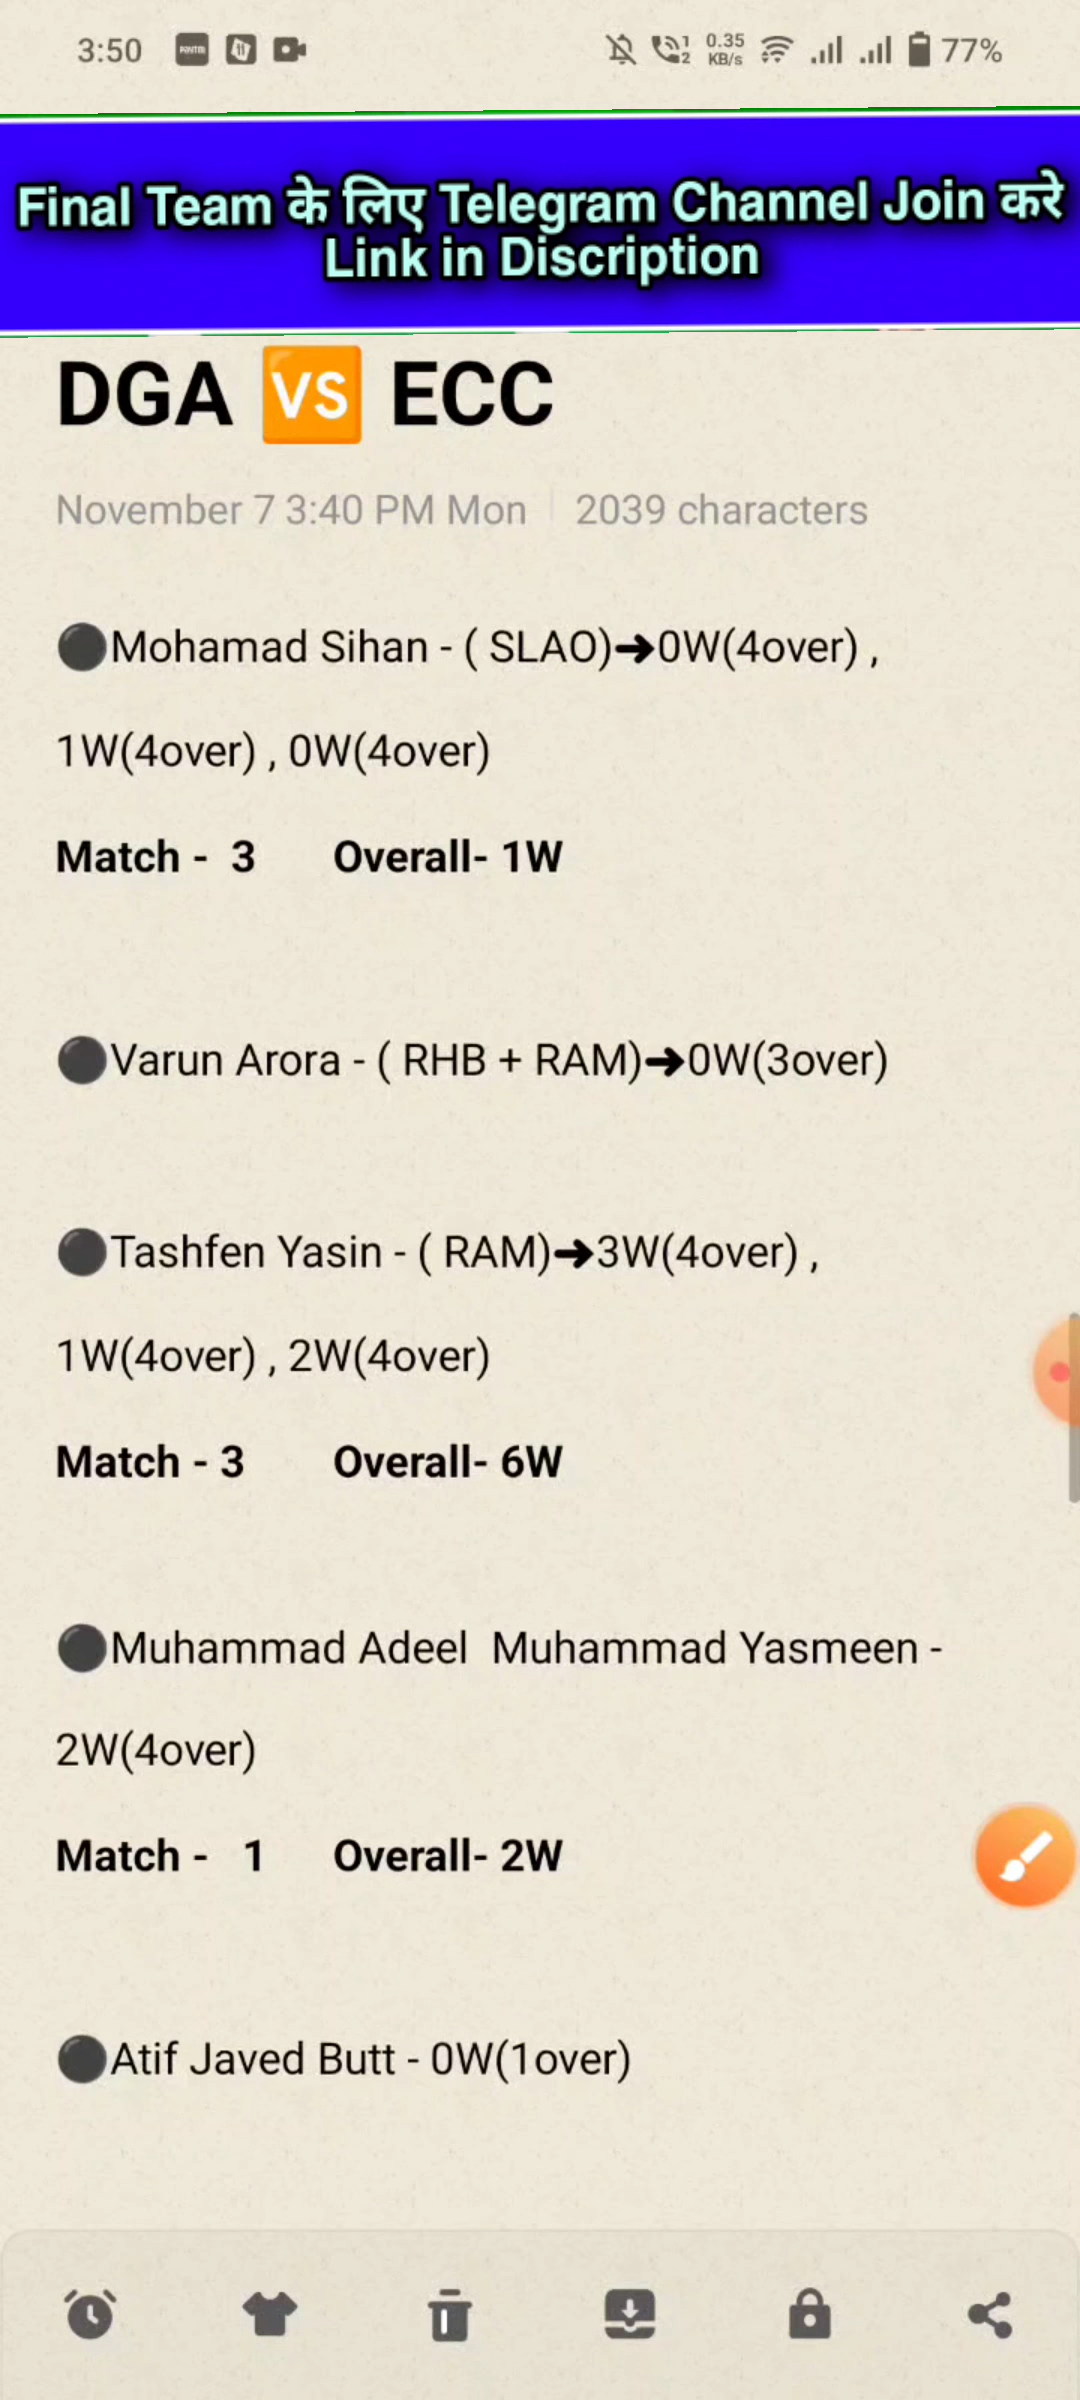 3:50 0.35 KB/s 77%
Final Team के लिए Telegram Channel Join करे
Link in Discription
DGA VS ECC
November 7 3:40 PM Mon | 2039 characters
⚫Mohamad Sihan - ( SLAO)➜0W(4over) ,
1W(4over) , 0W(4over)
Match - 3 Overall- 1W
⚫Varun Arora - ( RHB + RAM)➜0W(3over)
⚫Tashfen Yasin - ( RAM)➜3W(4over) ,
1W(4over) , 2W(4over)
Match - 3 Overall- 6W
⚫Muhammad Adeel Muhammad Yasmeen -
2W(4over)
Match - 1 Overall- 2W
⚫Atif Javed Butt - 0W(1over)